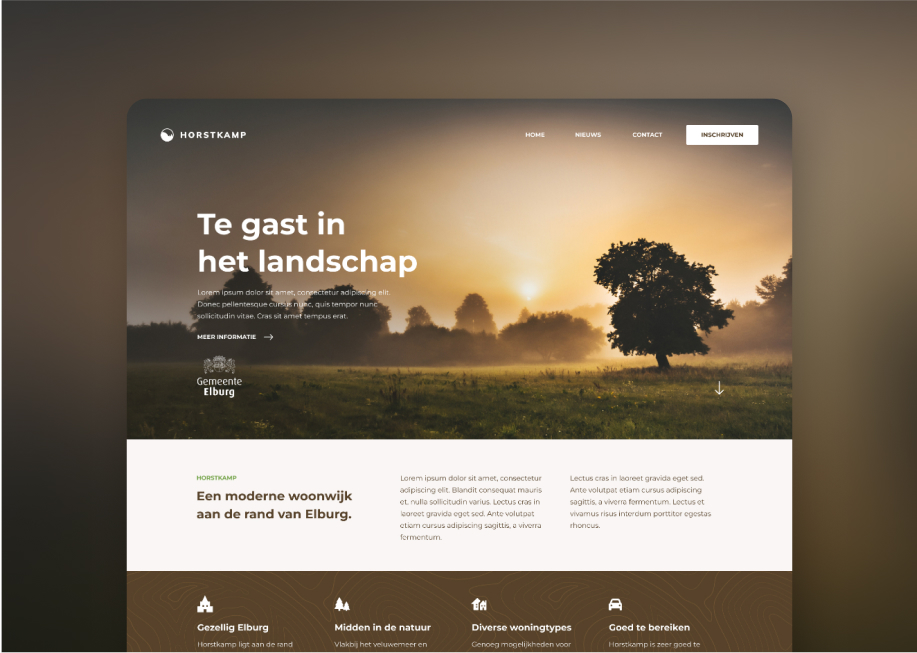 HORSTKAMP
HOME NIEUWS CONTACT INSCHRIJVEN
Te gast in
het landschap
Lorem ipsum dolor sit amet, consectetur adipiscing elit.
Donec pellentesque cursus nunc, quis tempor nunc
sollicitudin vitae. Cras sit amet tempus erat.
MEER INFORMATIE
Gemeente
Elburg
HORSTKAMP
Een moderne woonwijk
aan de rand van Elburg.
Lorem ipsum dolor sit amet, consectetur
adipiscing elit. Blandit consequat mauris
et, nulla sollicitudin varius. Lectus cras in
laoreet gravida eget sed. Ante volutpat
etiam cursus adipiscing sagittis, a viverra
fermentum.
Lectus cras in laoreet gravida eget sed.
Ante volutpat etiam cursus adipiscing
sagittis, a viverra fermentum. Lectus et
vivamus risus interdum porttitor egestas
rhoncus.
Gezellig Elburg
Horstkamp ligt aan de rand
Midden in de natuur
Vlakbij het veluwemeer en
Diverse woningtypes
Genoeg mogelijkheden voor
Goed te bereiken
Horstkamp is zeer goed te